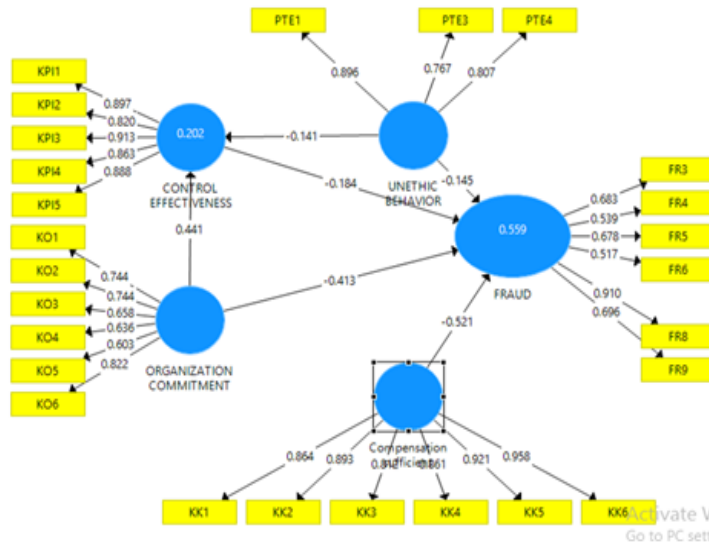 PTE1
PTE3
PTE4
KPI1
KPI2
KPI3
KPI4
KPI5
0.896
0.767
0.807
0.897
0.820
0.913
0.863
0.888
0.202
-0.141
CONTROL
EFFECTIVENESS
UNETHIC
BEHAVIOR
-0.184
-0.145
FR3
FR4
FR5
FR6
FR8
FR9
0.683
0.539
0.678
0.517
0.910
0.696
0.559
FRAUD
0.441
-0.413
-0.521
KO1
KO2
KO3
KO4
KO5
KO6
0.744
0.744
0.658
0.636
0.603
0.822
ORGANIZATION
COMMITMENT
Compensation
0.864
0.893
0.921
0.958
KK1
KK2
KK3
KK4
KK5
KK6
Activate W
Go to PC sett